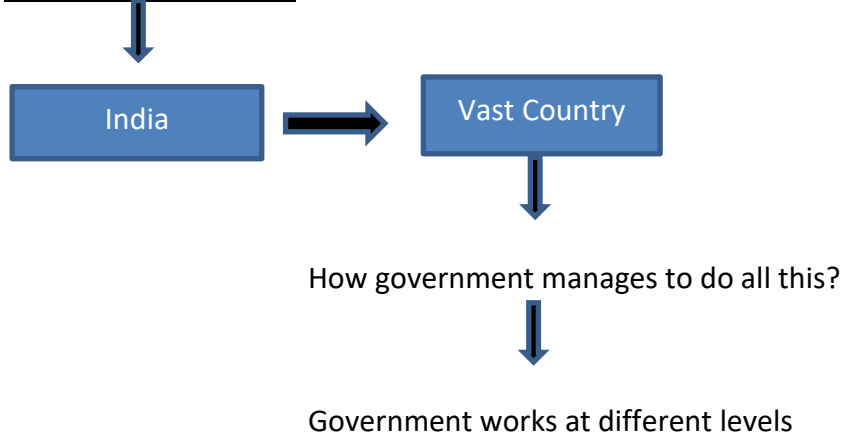 India
Vast Country
How government manages to do all this?
Government works at different levels